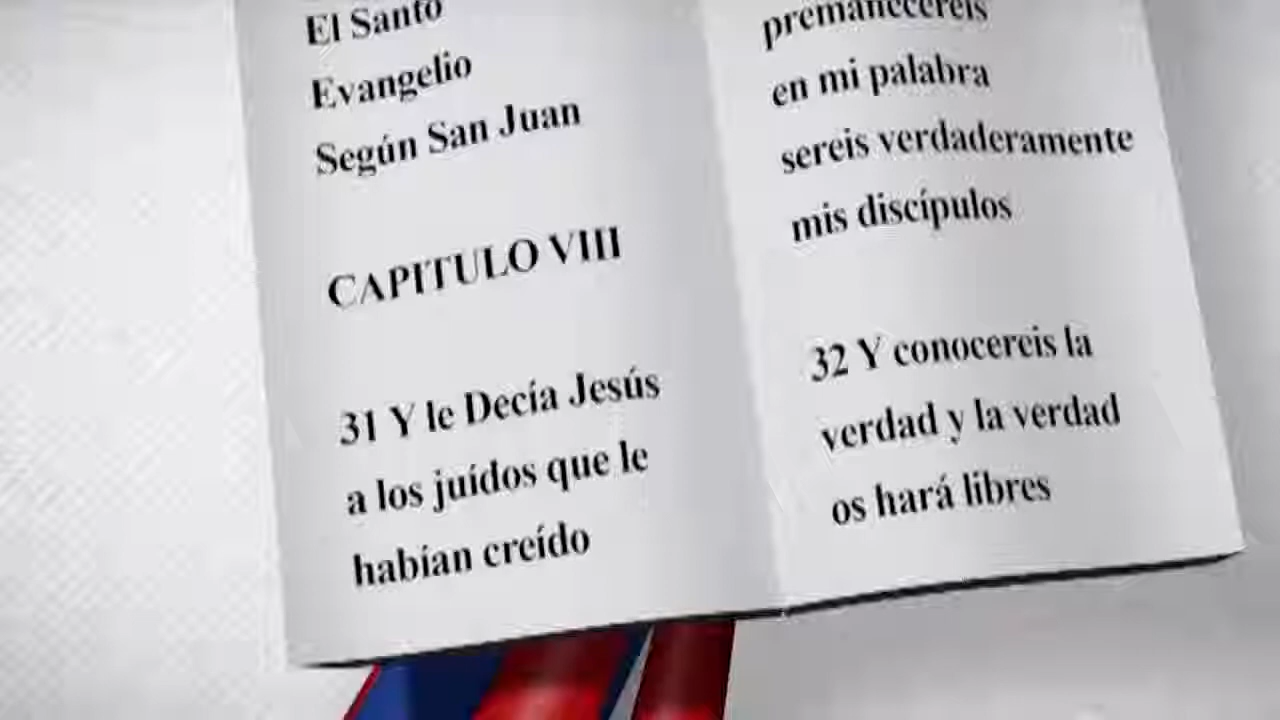 El Santo
Evangelio
Según San Juan
CAPITULO VIII
31 Y le Decía Jesús
a los juídos que le
habían creído
premanecereis
en mi palabra
sereis verdaderamente
mis discípulos
32 Y conocereis la
verdad y la verdad
os hará libres